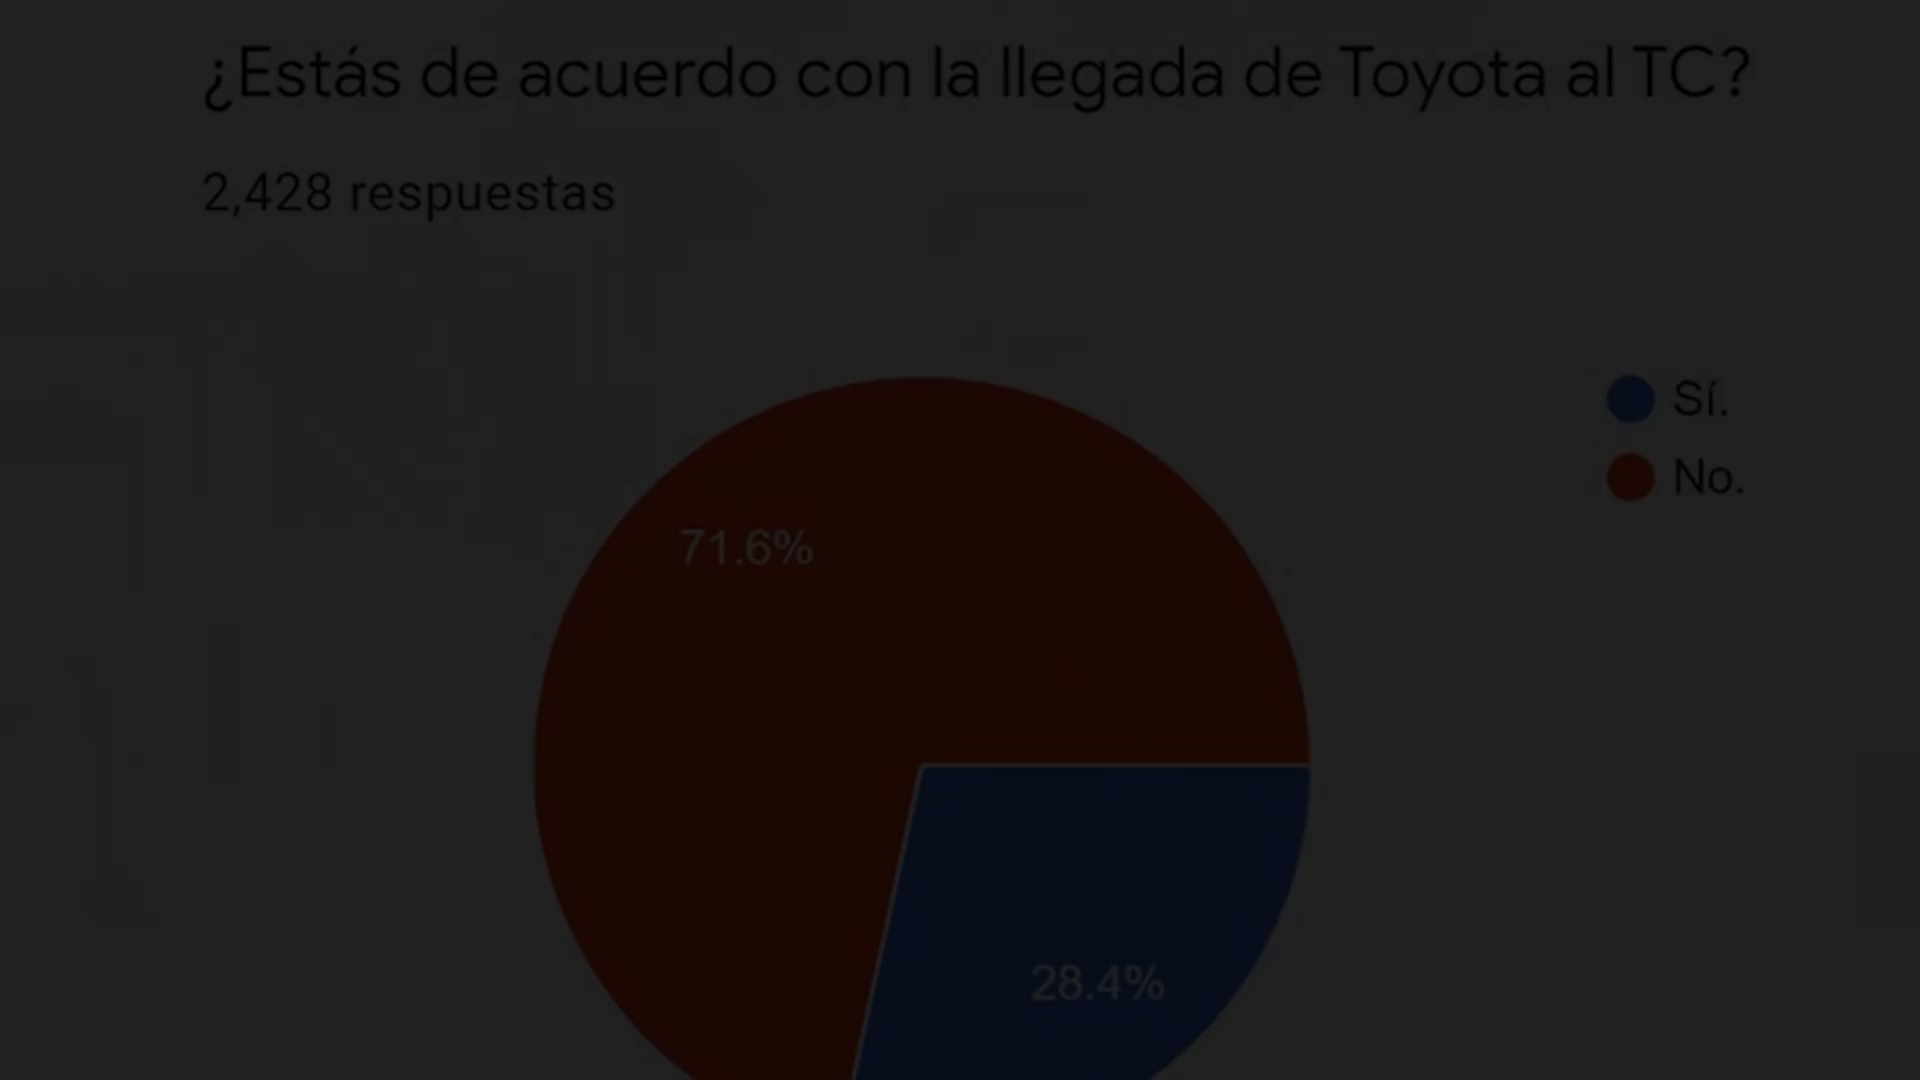 ¿Estás de acuerdo con la llegada de Toyota al TC?
2,428 respuestas
Sí.
No.
71.6%
28.4%